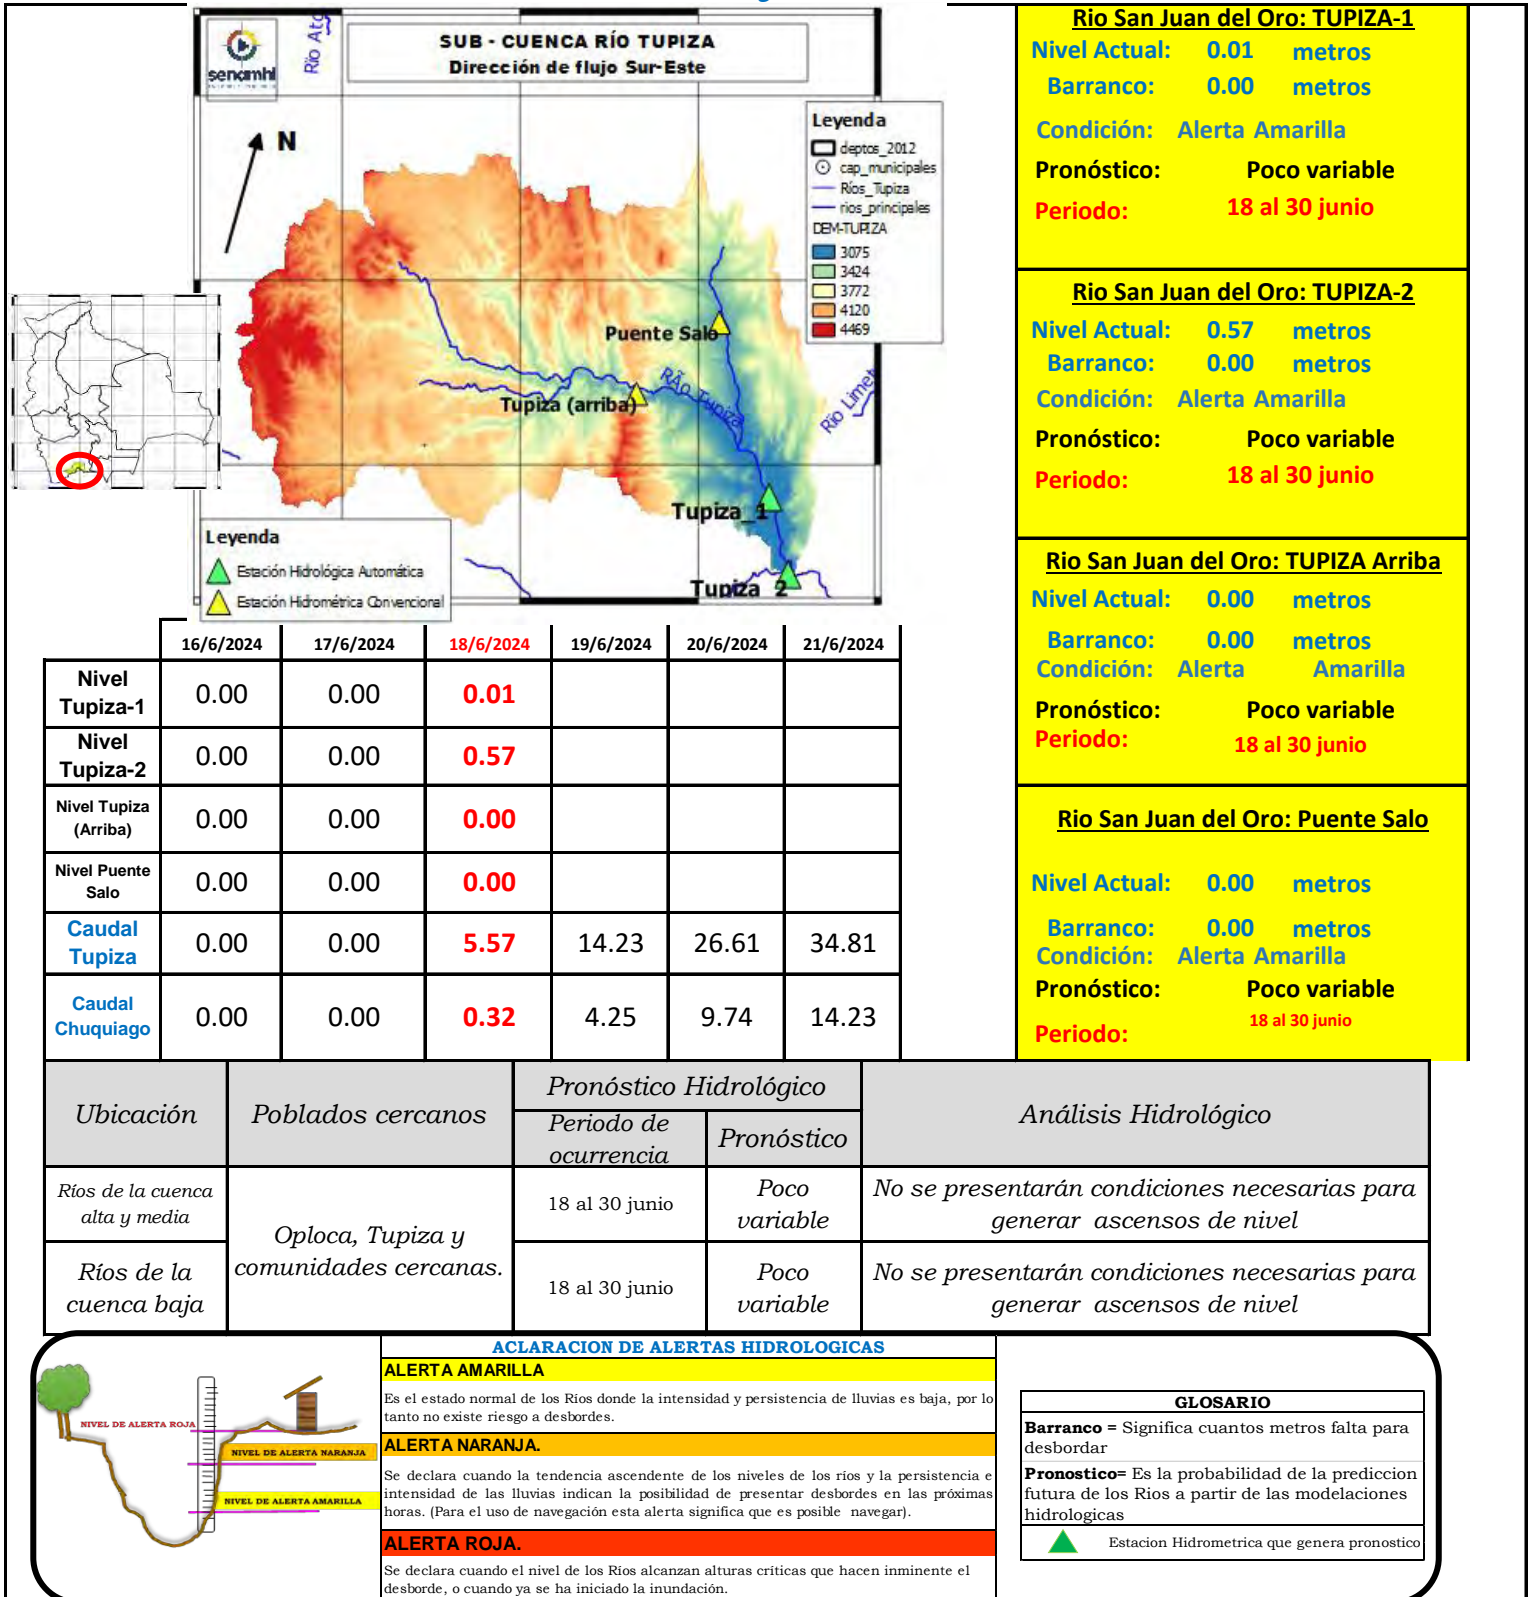 SUB - CUENCA RÍO TUPIZA
Dirección de flujo Sur-Este
senamhi
Río Ato
N
Leyenda
deptos_2012
cap_municipales
Ríos_Tupiza
rios_principales
DEM-TUPIZA
3075
3424
3772
4120
4469
Puente Salo
RÃo Tupiza
Tupiza (arriba)
Río Limet
Tupiza_1
Tupiza_2
Leyenda
Estación Hidrológica Automática
Estación Hidrométrica Convencional
Rio San Juan del Oro: TUPIZA-1
Nivel Actual: 0.01 metros
Barranco: 0.00 metros
Condición: Alerta Amarilla
Pronóstico: Poco variable
Periodo: 18 al 30 junio
Rio San Juan del Oro: TUPIZA-2
Nivel Actual: 0.57 metros
Barranco: 0.00 metros
Condición: Alerta Amarilla
Pronóstico: Poco variable
Periodo: 18 al 30 junio
Rio San Juan del Oro: TUPIZA Arriba
Nivel Actual: 0.00 metros
Barranco: 0.00 metros
Condición: Alerta Amarilla
Pronóstico: Poco variable
Periodo: 18 al 30 junio
Rio San Juan del Oro: Puente Salo
Nivel Actual: 0.00 metros
Barranco: 0.00 metros
Condición: Alerta Amarilla
Pronóstico: Poco variable
Periodo: 18 al 30 junio
16/6/2024 17/6/2024 18/6/2024 19/6/2024 20/6/2024 21/6/2024
Nivel
Tupiza-1 0.00 0.00 0.01
Nivel
Tupiza-2 0.00 0.00 0.57
Nivel Tupiza
(Arriba) 0.00 0.00 0.00
Nivel Puente
Salo 0.00 0.00 0.00
Caudal
Tupiza 0.00 0.00 5.57 14.23 26.61 34.81
Caudal
Chuquiago 0.00 0.00 0.32 4.25 9.74 14.23
Ubicación Poblados cercanos Pronóstico Hidrológico Análisis Hidrológico
Periodo de
ocurrencia Pronóstico
Ríos de la cuenca
alta y media
Oploca, Tupiza y
comunidades cercanas.
18 al 30 junio
Poco
variable
No se presentarán condiciones necesarias para
generar ascensos de nivel
Ríos de la
cuenca baja
18 al 30 junio
Poco
variable
No se presentarán condiciones necesarias para
generar ascensos de nivel
NIVEL DE ALERTA ROJA
NIVEL DE ALERTA NARANJA
NIVEL DE ALERTA AMARILLA
ACLARACION DE ALERTAS HIDROLOGICAS
ALERTA AMARILLA
Es el estado normal de los Ríos donde la intensidad y persistencia de lluvias es baja, por lo
tanto no existe riesgo a desbordes.
ALERTA NARANJA.
Se declara cuando la tendencia ascendente de los niveles de los ríos y la persistencia e
intensidad de las lluvias indican la posibilidad de presentar desbordes en las próximas
horas. (Para el uso de navegación esta alerta significa que es posible navegar).
ALERTA ROJA.
Se declara cuando el nivel de los Ríos alcanzan alturas críticas que hacen inminente el
desborde, o cuando ya se ha iniciado la inundación.
GLOSARIO
Barranco = Significa cuantos metros falta para
desbordar
Pronostico= Es la probabilidad de la prediccion
futura de los Rios a partir de las modelaciones
hidrologicas
Estacion Hidrometrica que genera pronostico